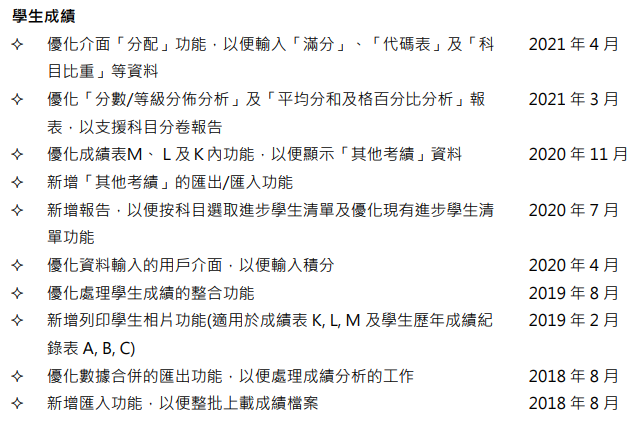 學生成績
✧ 優化介面「分配」功能，以便輸入「滿分」、「代碼表」及「科 2021 年 4 月
目比重」等資料
✧ 優化「分數/等級分佈分析」及「平均分和及格百分比分析」報 2021 年 3 月
表，以支援科目分卷報告
✧ 優化成績表M、 L 及 K 內功能，以便顯示「其他考績」資料 2020 年 11 月
✧ 新增「其他考績」的匯出/匯入功能
✧ 新增報告，以便按科目選取進步學生清單及優化現有進步學生清 2020 年 7 月
單功能
✧ 優化資料輸入的用戶介面，以便輸入積分 2020 年 4 月
✧ 優化處理學生成績的整合功能 2019 年 8 月
✧ 新增列印學生相片功能(適用於成績表 K, L, M 及學生歷年成績紀 2019 年 2 月
錄表 A, B, C)
✧ 優化數據合併的匯出功能，以便處理成績分析的工作 2018 年 8 月
✧ 新增匯入功能，以便整批上載成績檔案 2018 年 8 月